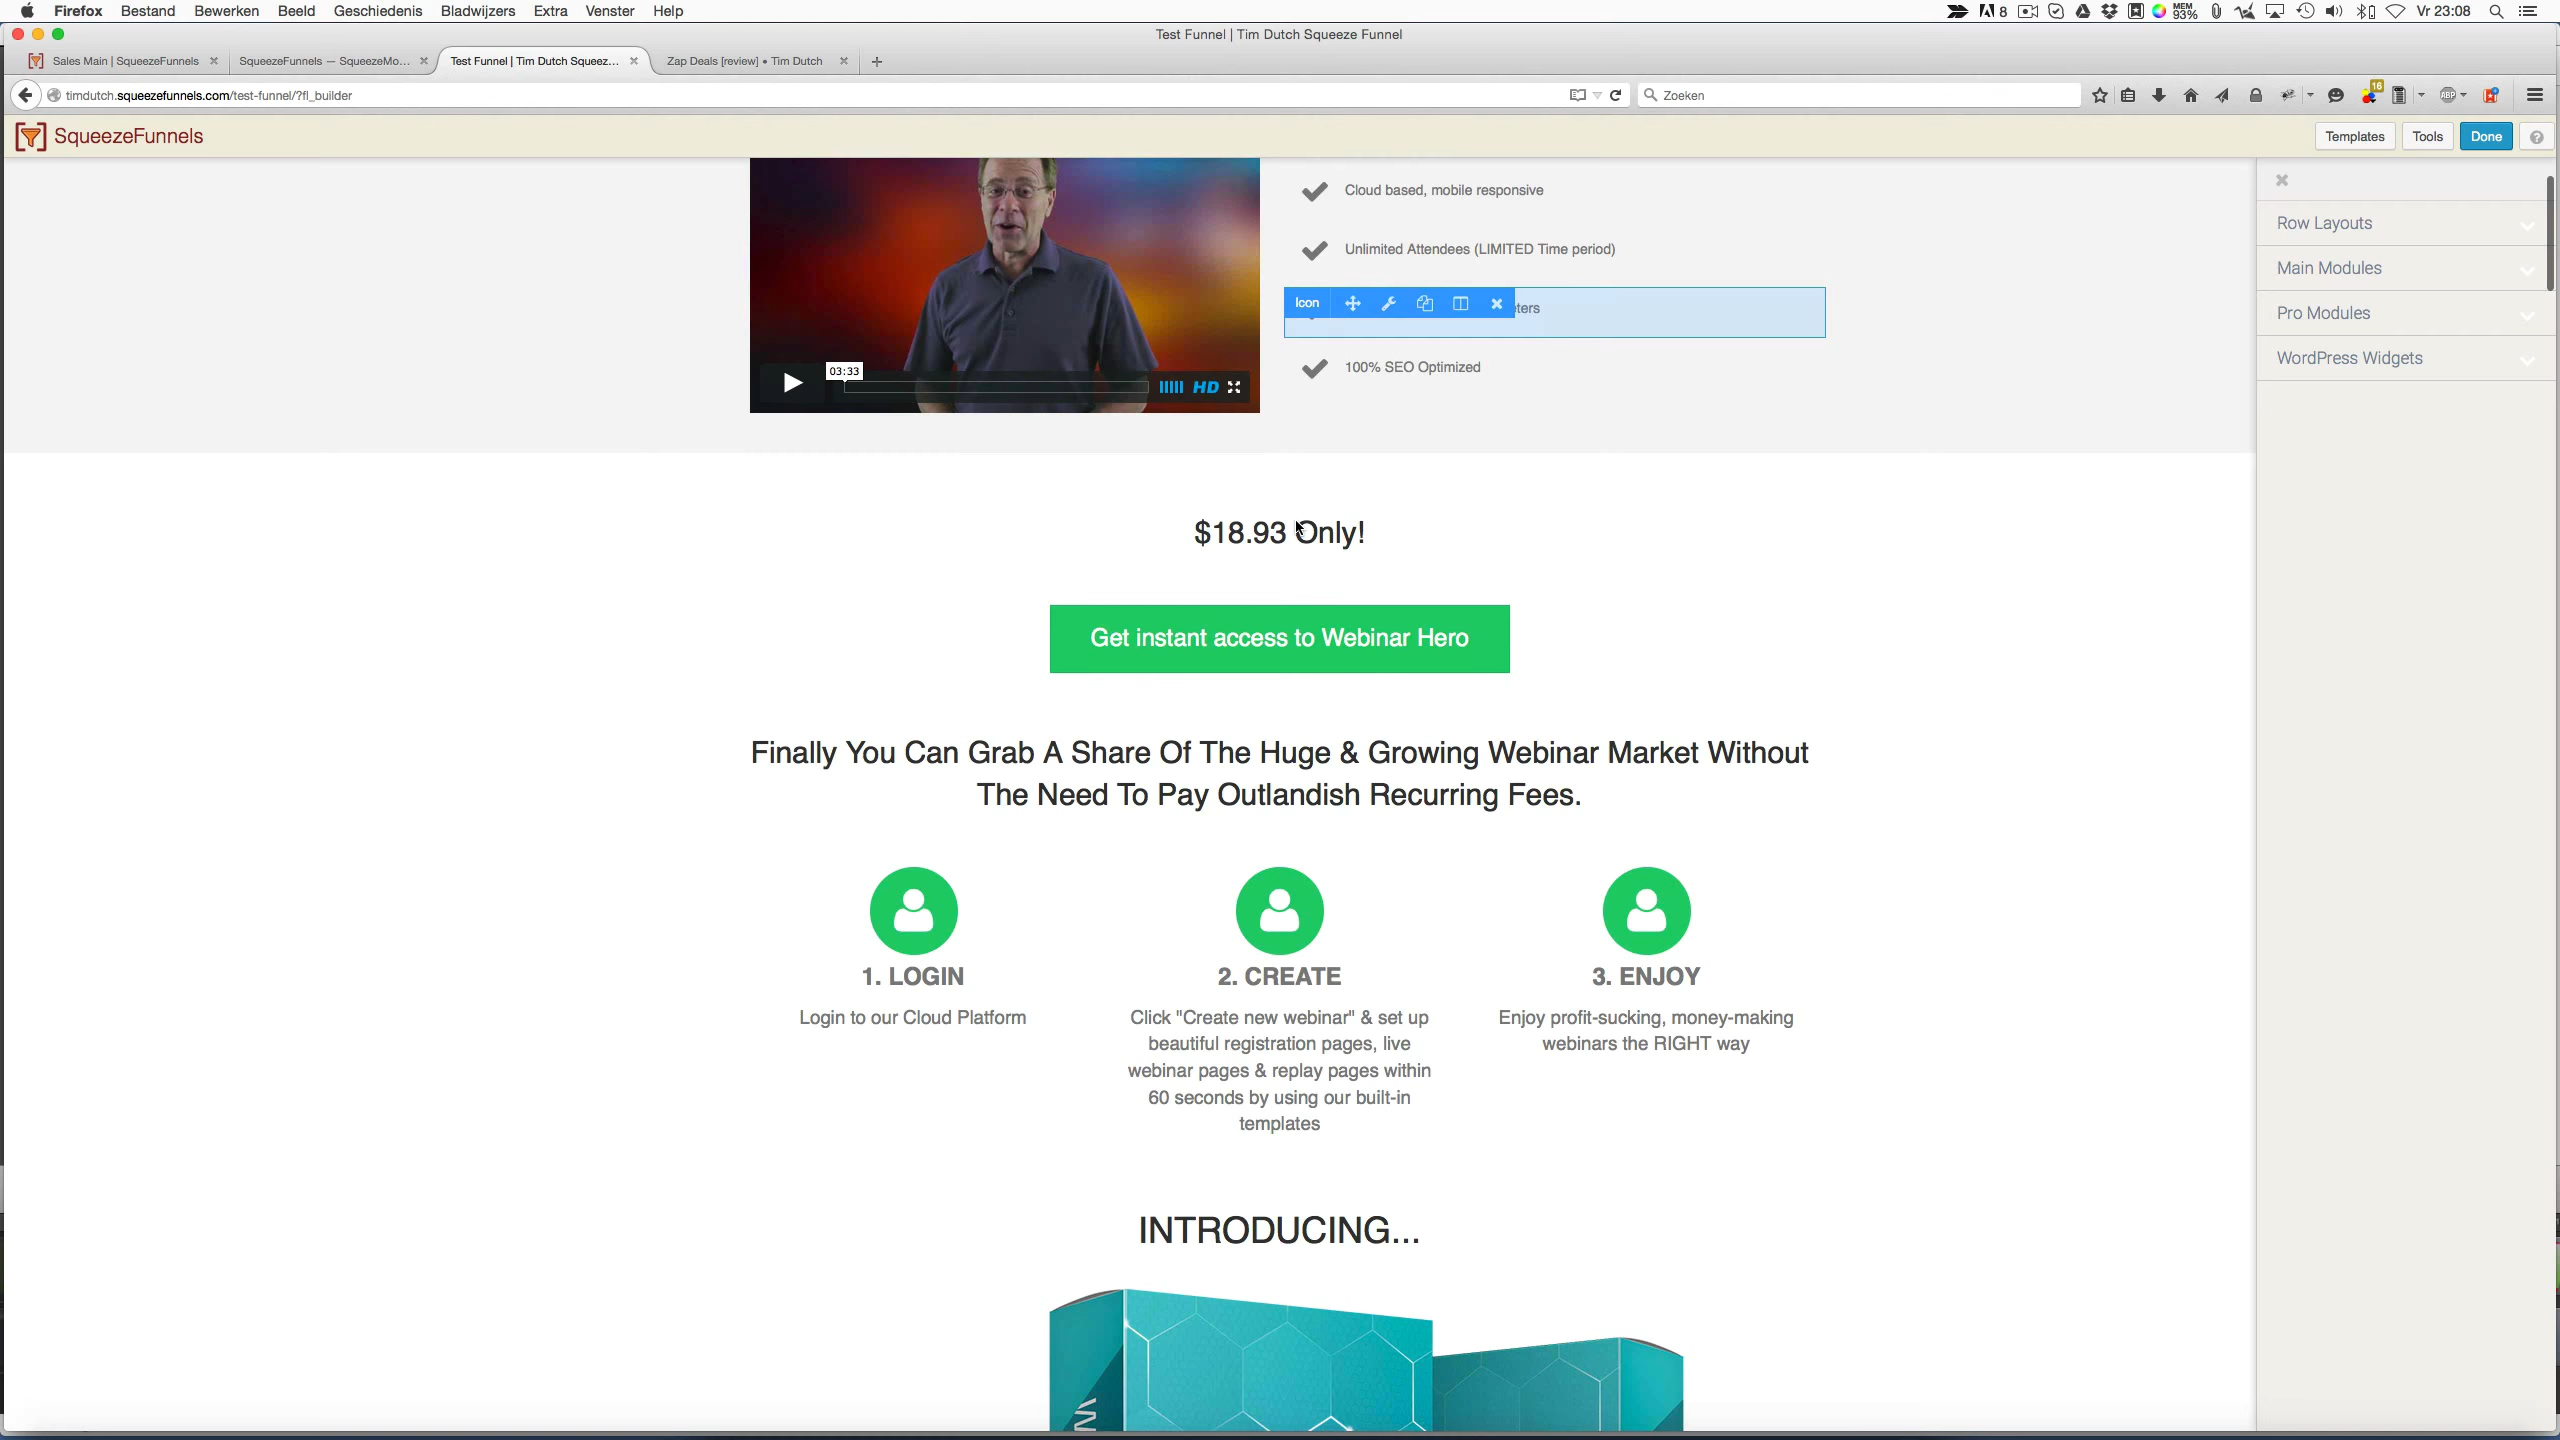 Firefox Bestand Bewerken Beeld Geschiedenis Bladwijzers Extra Venster Help 8 MEM 93% Vr 23:08
Test Funnel | Tim Dutch Squeeze Funnel
Sales Main | SqueezeFunnels SqueezeFunnels — SqueezeMo... Test Funnel | Tim Dutch Squeez... Zap Deals [review] • Tim Dutch
timdutch.squeezefunnels.com/test-funnel/?fl_builder Zoeken 16 ABP
SqueezeFunnels Templates Tools Done ?
Cloud based, mobile responsive
Row Layouts
Unlimited Attendees (LIMITED Time period)
Main Modules
Icon ters
Pro Modules
WordPress Widgets
03:33
100% SEO Optimized
HD
$18.93 Only!
Get instant access to Webinar Hero
Finally You Can Grab A Share Of The Huge & Growing Webinar Market Without
The Need To Pay Outlandish Recurring Fees.
1. LOGIN
Login to our Cloud Platform
2. CREATE
Click "Create new webinar" & set up
beautiful registration pages, live
webinar pages & replay pages within
60 seconds by using our built-in
templates
3. ENJOY
Enjoy profit-sucking, money-making
webinars the RIGHT way
INTRODUCING...